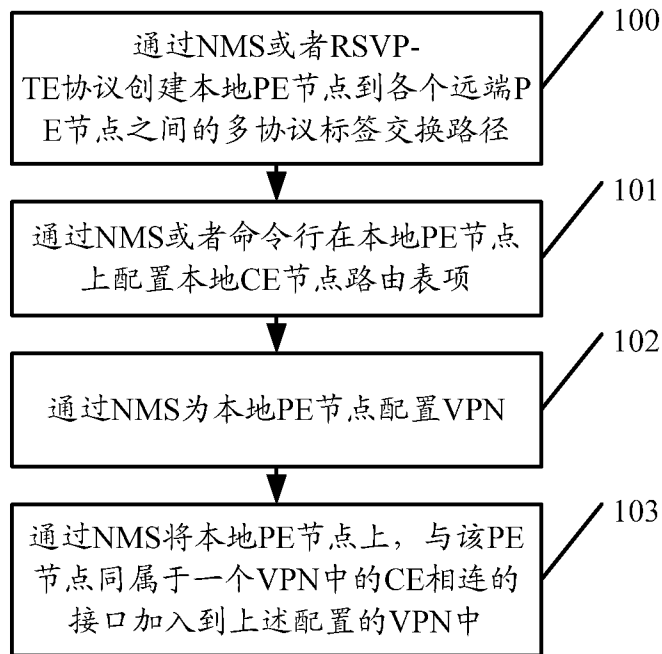 100
通过NMS或者RSVP-
TE协议创建本地PE节点到各个远端P
E节点之间的多协议标签交换路径
101
通过NMS或者命令行在本地PE节点
上配置本地CE节点路由表项
102
通过NMS为本地PE节点配置VPN
103
通过NMS将本地PE节点上，与该PE
节点同属于一个VPN中的CE相连的
接口加入到上述配置的VPN中